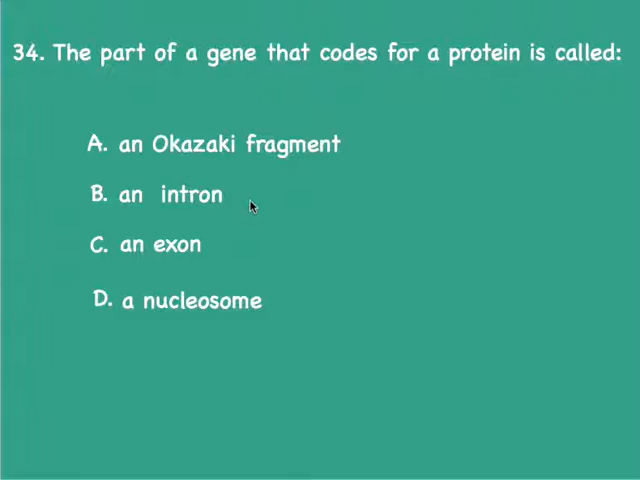 34. The part of a gene that codes for a protein is called:
A. an Okazaki fragment
B. an intron
C. an exon
D. a nucleosome